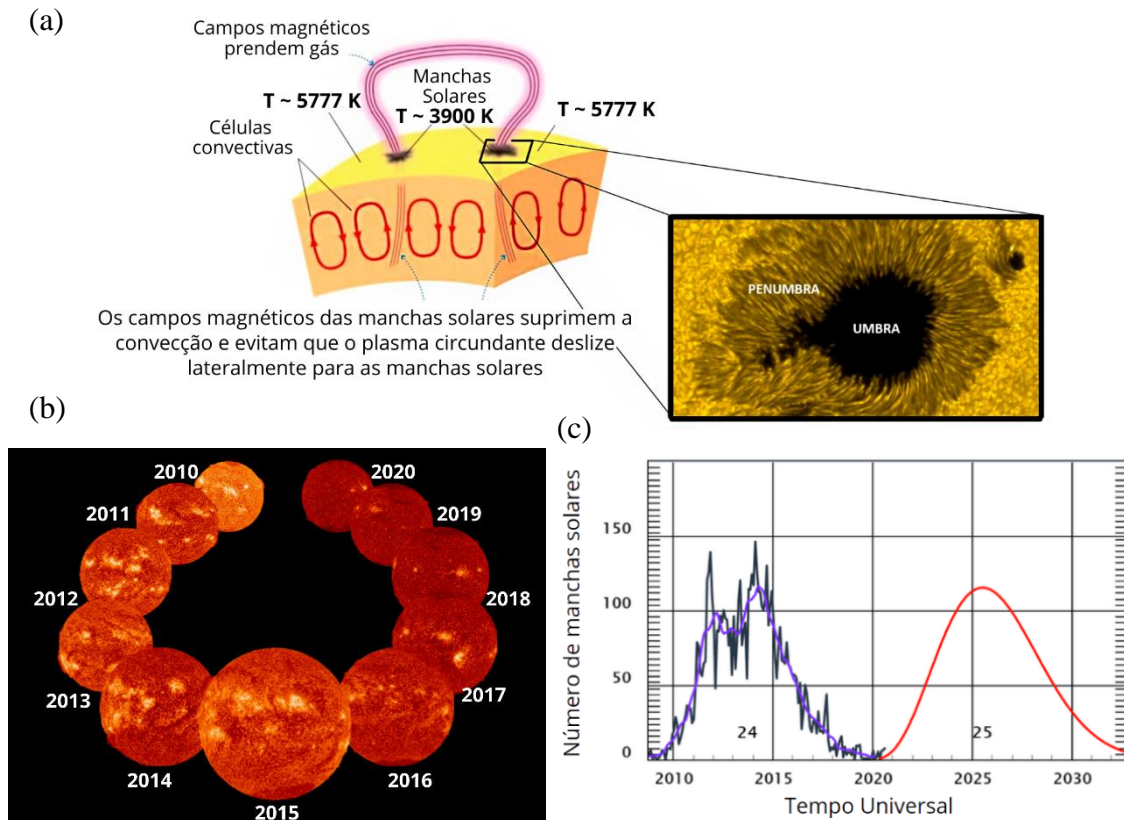 (a)
Campos magnéticos
prendem gás
Manchas
Solares
T ~ 5777 K
T ~ 3900 K
T ~ 5777 K
Células
convectivas
PENUMBRA
UMBRA
Os campos magnéticos das manchas solares suprimem a
convecção e evitam que o plasma circundante deslize
lateralmente para as manchas solares
(b)
2010
2020
2011
2019
2012
2018
2013
2017
2014
2016
2015
(c)
Número de manchas solares
150
100
50
0
24
25
2010
2015
2020
2025
2030
Tempo Universal